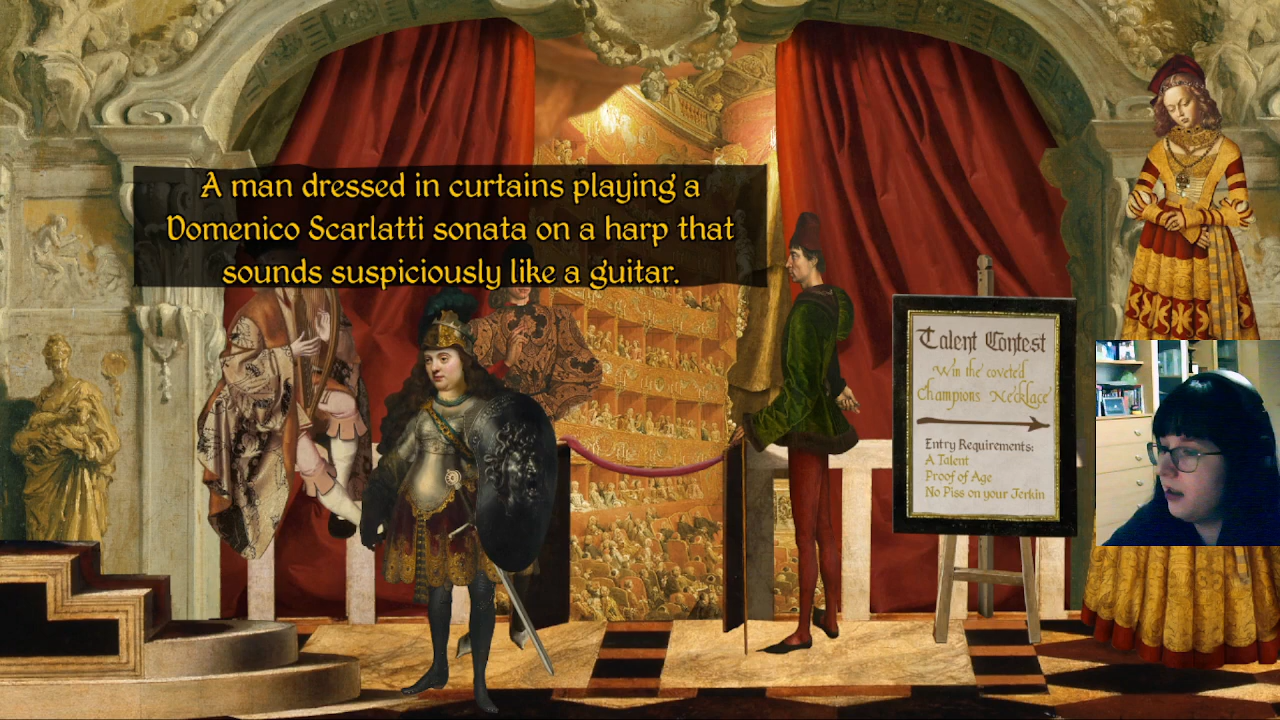 A man dressed in curtains playing a
Domenico Scarlatti sonata on a harp that
sounds suspiciously like a guitar.
Talent Contest
Win the coveted
Champions Necklace
Entry Requirements:
A Talent
Proof of Age
No Piss on your Jerkin